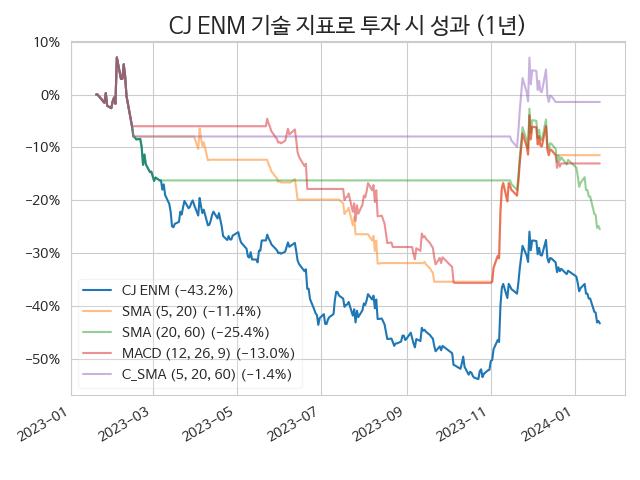 CJ ENM 기술 지표로 투자 시 성과 (1년)
10%
0%
−10%
−20%
−30%
−40%
−50%
CJ ENM (−43.2%)
SMA (5, 20) (−11.4%)
SMA (20, 60) (−25.4%)
MACD (12, 26, 9) (−13.0%)
C_SMA (5, 20, 60) (−1.4%)
2023−01
2023−03
2023−05
2023−07
2023−09
2023−11
2024−01